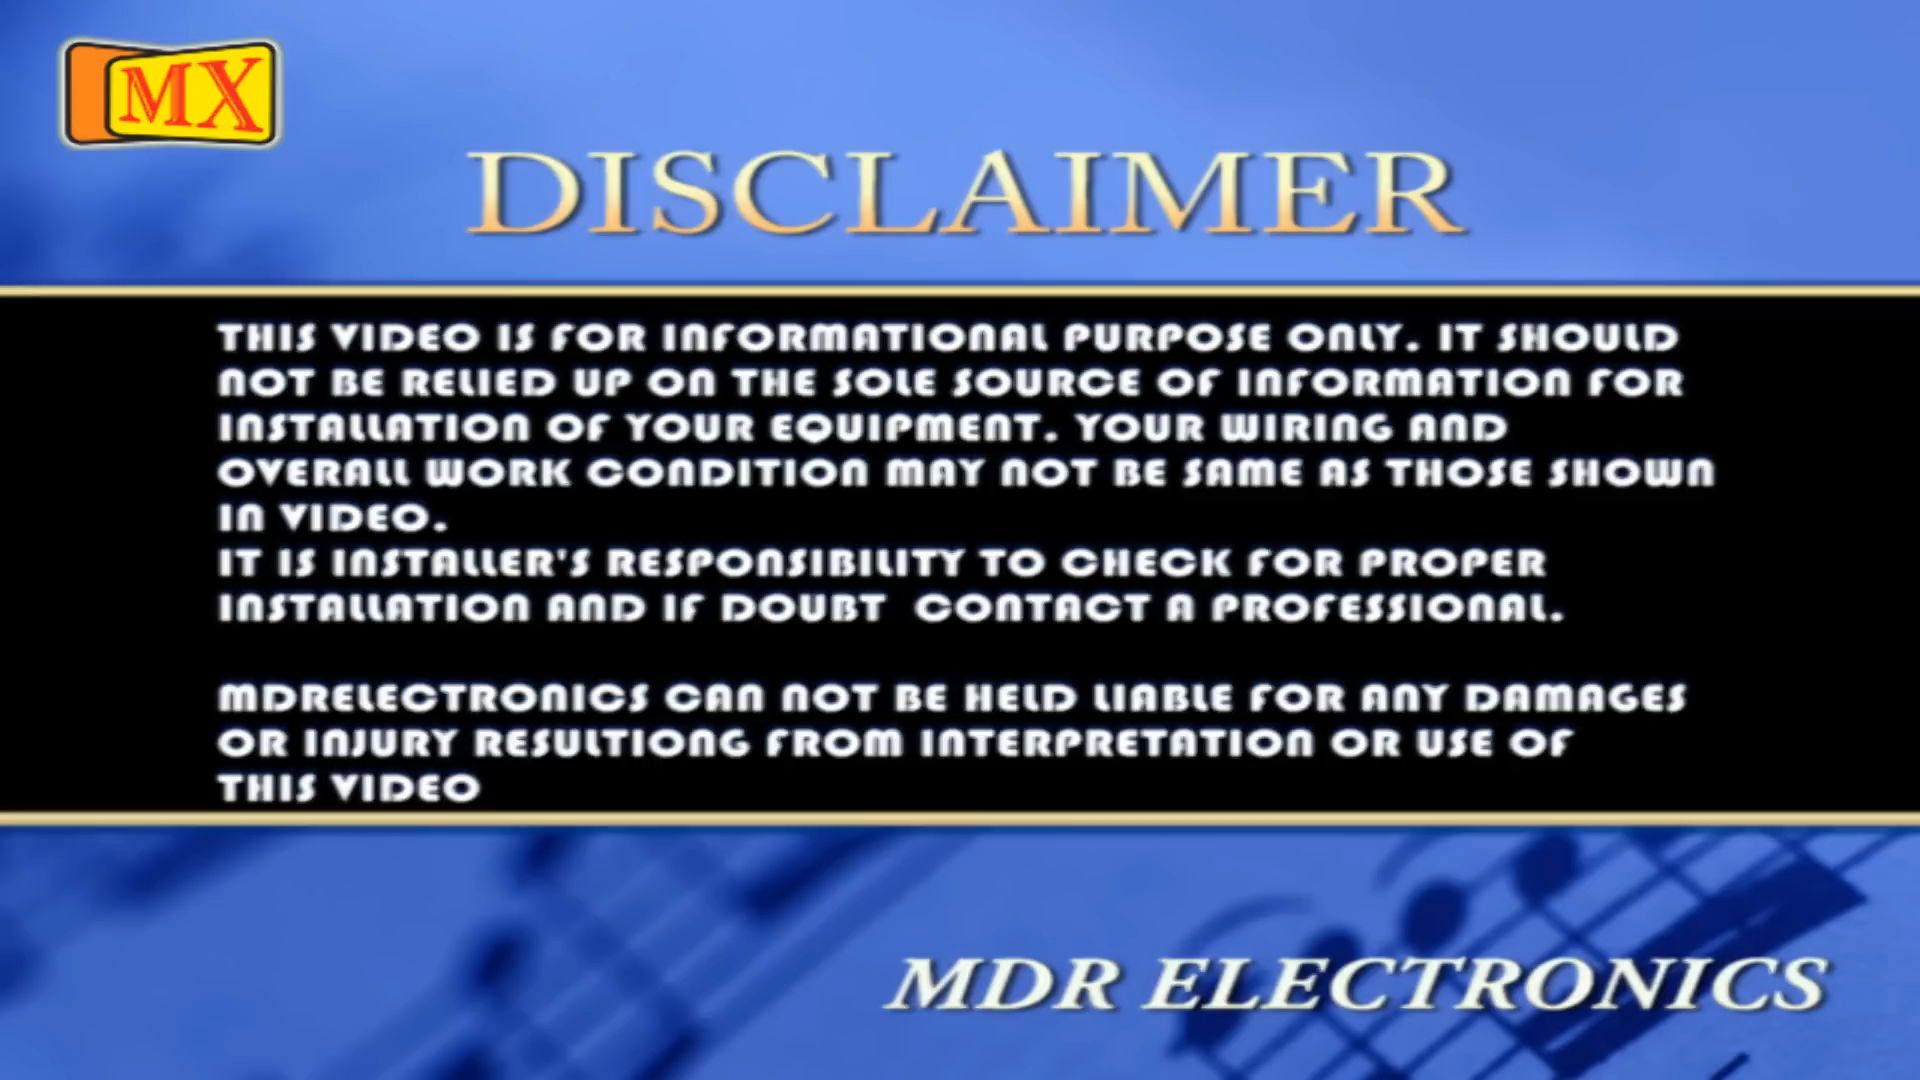 MX
DISCLAIMER
THIS VIDEO IS FOR INFORMATIONAL PURPOSE ONLY. IT SHOULD
NOT BE RELIED UP ON THE SOLE SOURCE OF INFORMATION FOR
INSTALLATION OF YOUR EQUIPMENT. YOUR WIRING AND
OVERALL WORK CONDITION MAY NOT BE SAME AS THOSE SHOWN
IN VIDEO.
IT IS INSTALLER'S RESPONSIBILITY TO CHECK FOR PROPER
INSTALLATION AND IF DOUBT CONTACT A PROFESSIONAL.
MDRELECTRONICS CAN NOT BE HELD LIABLE FOR ANY DAMAGES
OR INJURY RESULTIONG FROM INTERPRETATION OR USE OF
THIS VIDEO
MDR ELECTRONICS